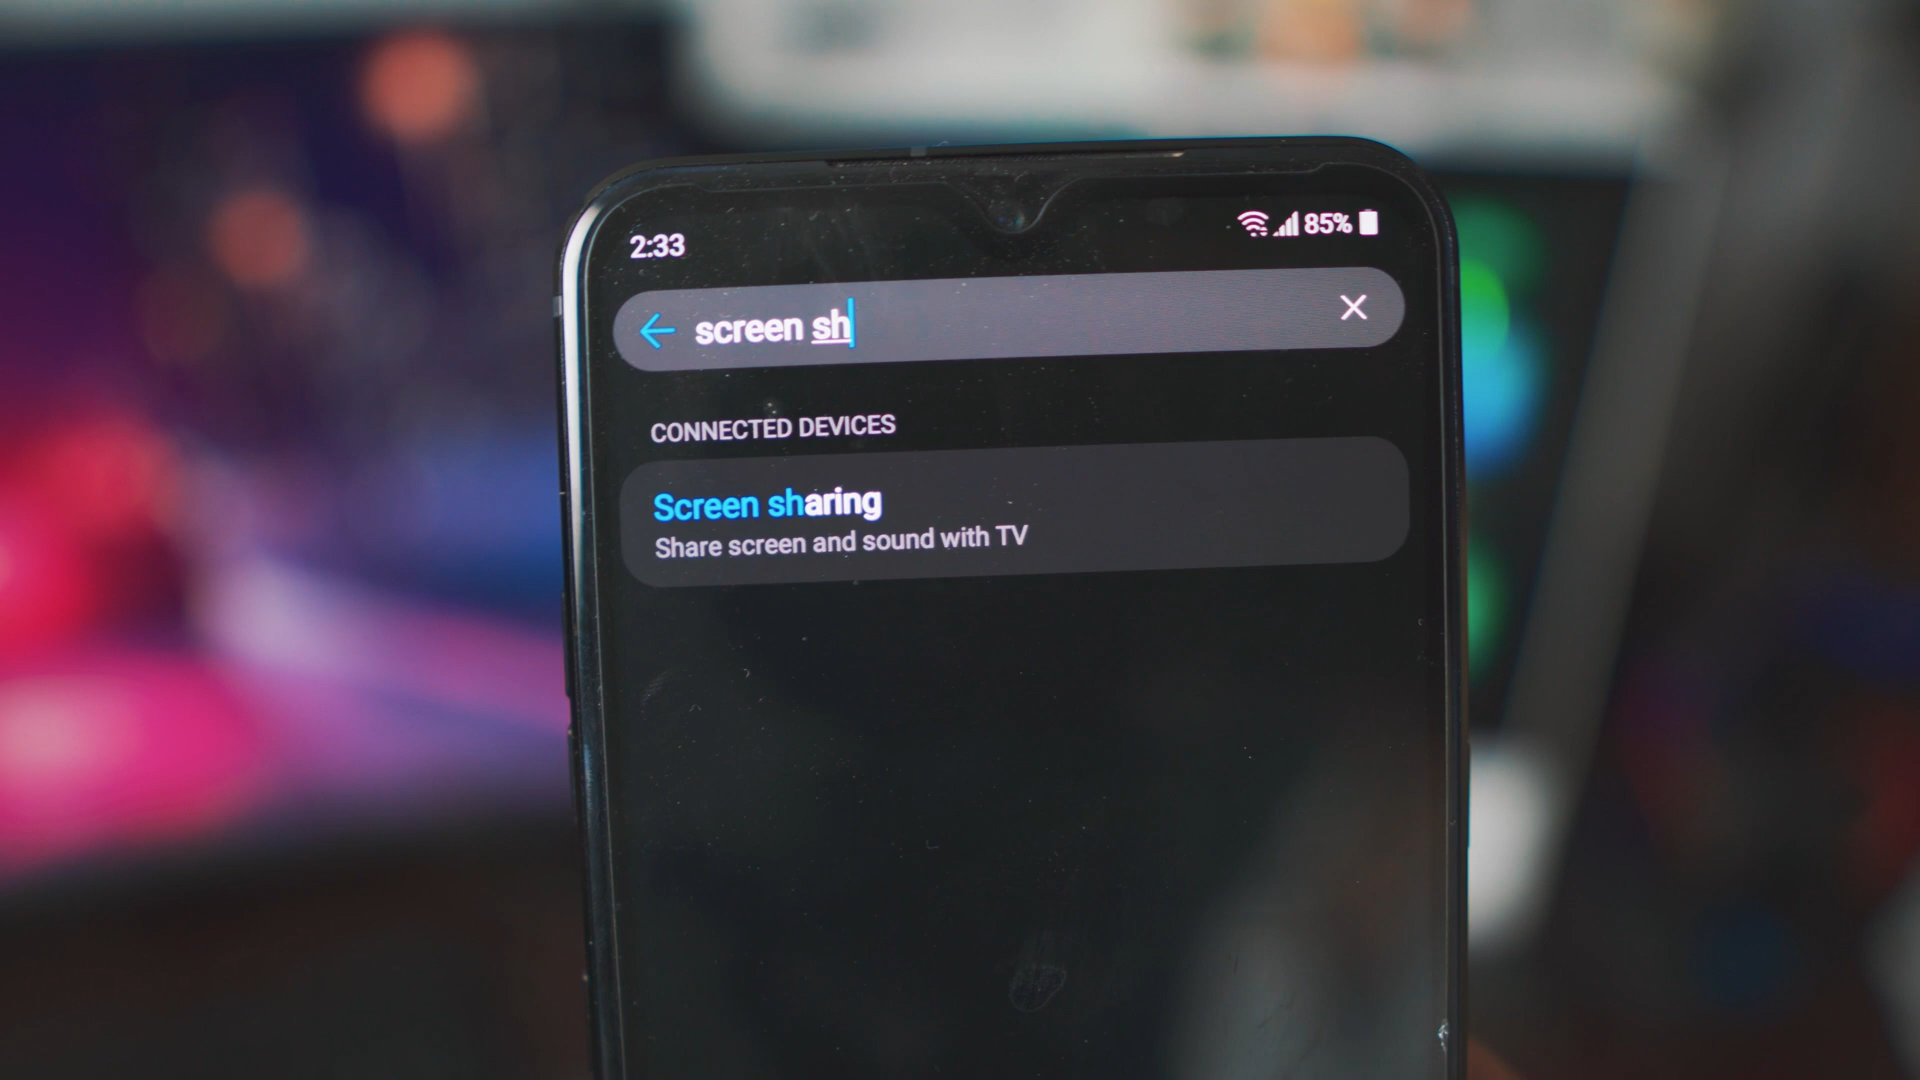 2:33
85%
screen sh
CONNECTED DEVICES
Screen sharing
Share screen and sound with TV